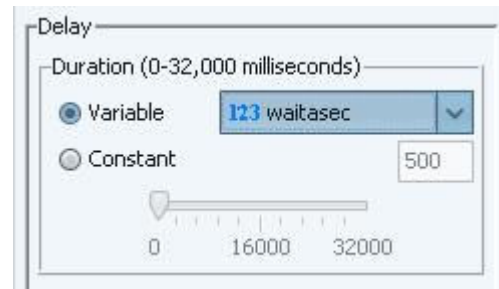 Delay
Duration (0-32,000 milliseconds)
Variable 123 waitasec
Constant 500
0 16000 32000